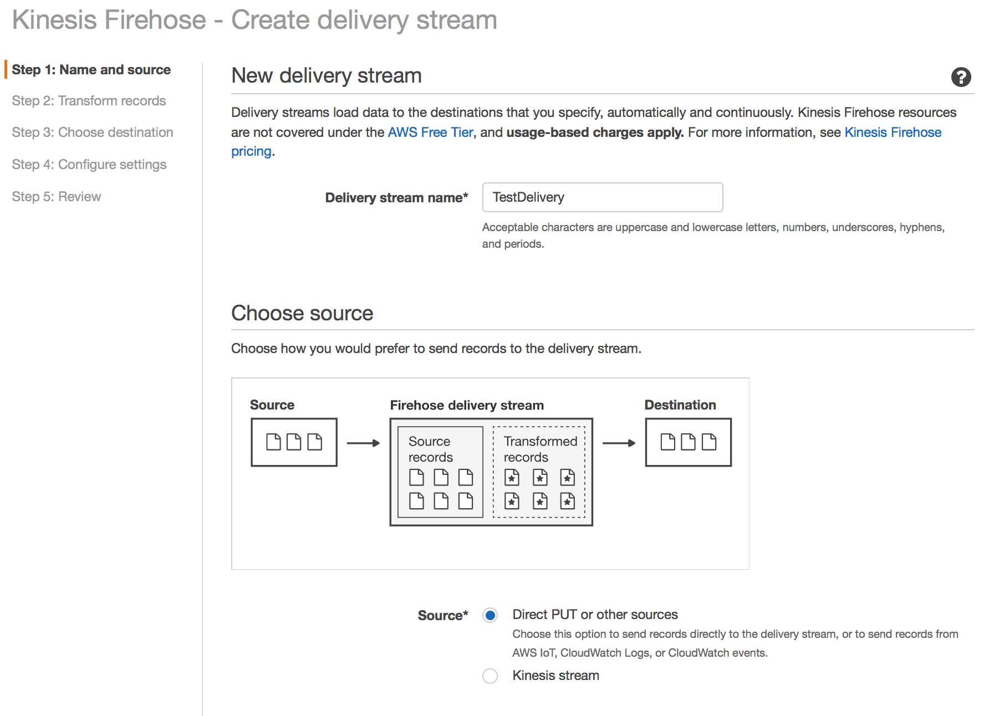 Kinesis Firehose - Create delivery stream
Step 1: Name and source
Step 2: Transform records
Step 3: Choose destination
Step 4: Configure settings
Step 5: Review
New delivery stream
?
Delivery streams load data to the destinations that you specify, automatically and continuously. Kinesis Firehose resources
are not covered under the AWS Free Tier, and usage-based charges apply. For more information, see Kinesis Firehose
pricing.
Delivery stream name* TestDelivery
Acceptable characters are uppercase and lowercase letters, numbers, underscores, hyphens,
and periods.
Choose source
Choose how you would prefer to send records to the delivery stream.
Source
Firehose delivery stream
Source
records
Transformed
records
Destination
Source* Direct PUT or other sources
Choose this option to send records directly to the delivery stream, or to send records from
AWS IoT, CloudWatch Logs, or CloudWatch events.
Kinesis stream